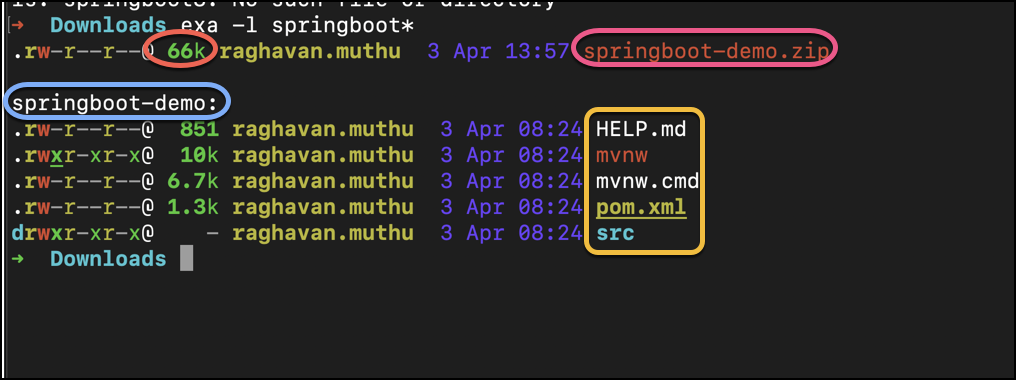 ls: springboots: No such file or directory
➜  Downloads exa -l springboot*
.rw-r--r--@ 66k raghavan.muthu  3 Apr 13:57 springboot-demo.zip
springboot-demo:
.rw-r--r--@  851 raghavan.muthu  3 Apr 08:24 HELP.md
.rwxr-xr-x@  10k raghavan.muthu  3 Apr 08:24 mvnw
.rw-r--r--@ 6.7k raghavan.muthu  3 Apr 08:24 mvnw.cmd
.rw-r--r--@ 1.3k raghavan.muthu  3 Apr 08:24 pom.xml
drwxr-xr-x@    - raghavan.muthu  3 Apr 08:24 src
➜  Downloads